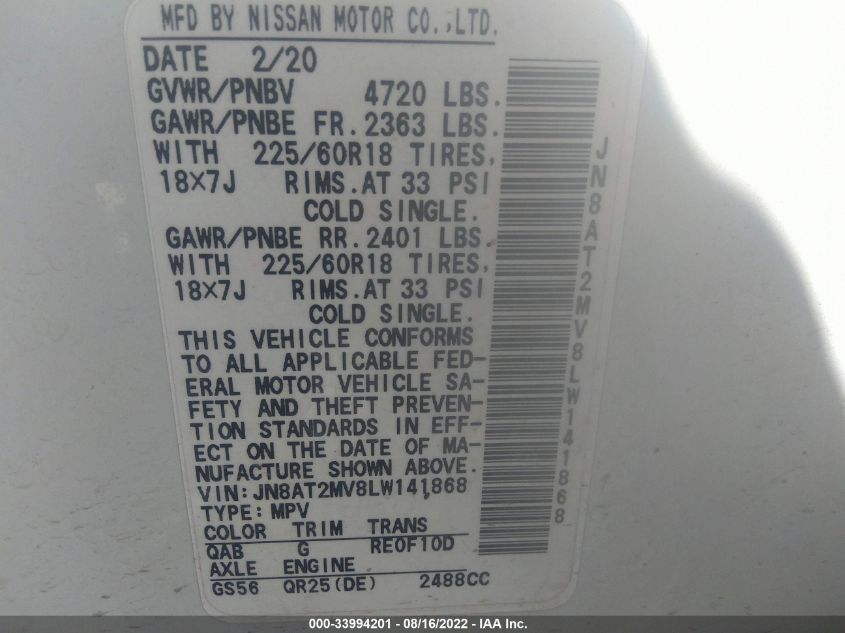 MFD BY NISSAN MOTOR CO.,LTD.
DATE 2/20
GVWR/PNBV 4720 LBS.
GAWR/PNBE FR.2363 LBS.
WITH 225/60R18 TIRES,
18X7J RIMS.AT 33 PSI
COLD SINGLE.
GAWR/PNBE RR.2401 LBS.
WITH 225/60R18 TIRES,
18X7J RIMS.AT 33 PSI
COLD SINGLE.
THIS VEHICLE CONFORMS
TO ALL APPLICABLE FED-
ERAL MOTOR VEHICLE SA-
FETY AND THEFT PREVEN-
TION STANDARDS IN EFF-
ECT ON THE DATE OF MA-
NUFACTURE SHOWN ABOVE.
VIN:JN8AT2MV8LW141868
TYPE:MPV
COLOR TRIM TRANS
QAB G RE0F10D
AXLE ENGINE
GS56 QR25(DE) 2488CC
JN8AT2MV8LW141868
000-33994201 - 08/16/2022 - IAA Inc.